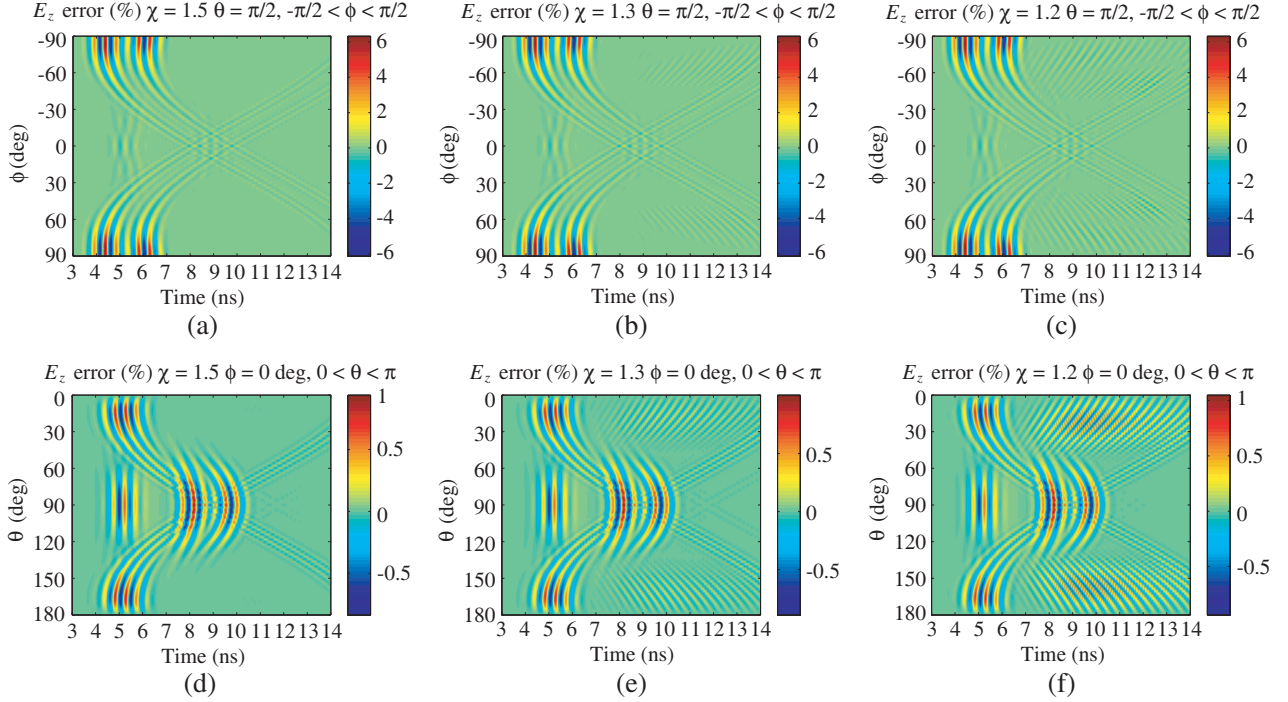 E_z error (%) χ = 1.5 θ = π/2, -π/2 < ϕ < π/2
-90
-60
-30
0
30
60
90
ϕ (deg)
3 4 5 6 7 8 9 10 11 12 13 14
Time (ns)
6
4
2
0
-2
-4
-6
(a)
E_z error (%) χ = 1.3 θ = π/2, -π/2 < ϕ < π/2
-90
-60
-30
0
30
60
90
ϕ (deg)
3 4 5 6 7 8 9 10 11 12 13 14
Time (ns)
6
4
2
0
-2
-4
-6
(b)
E_z error (%) χ = 1.2 θ = π/2, -π/2 < ϕ < π/2
-90
-60
-30
0
30
60
90
ϕ (deg)
3 4 5 6 7 8 9 10 11 12 13 14
Time (ns)
6
4
2
0
-2
-4
-6
(c)
E_z error (%) χ = 1.5 ϕ = 0 deg, 0 < θ < π
0
30
60
90
120
150
180
θ (deg)
3 4 5 6 7 8 9 10 11 12 13 14
Time (ns)
1
0.5
0
-0.5
(d)
E_z error (%) χ = 1.3 ϕ = 0 deg, 0 < θ < π
0
30
60
90
120
150
180
θ (deg)
3 4 5 6 7 8 9 10 11 12 13 14
Time (ns)
0.5
0
-0.5
(e)
E_z error (%) χ = 1.2 ϕ = 0 deg, 0 < θ < π
0
30
60
90
120
150
180
θ (deg)
3 4 5 6 7 8 9 10 11 12 13 14
Time (ns)
1
0.5
0
-0.5
(f)